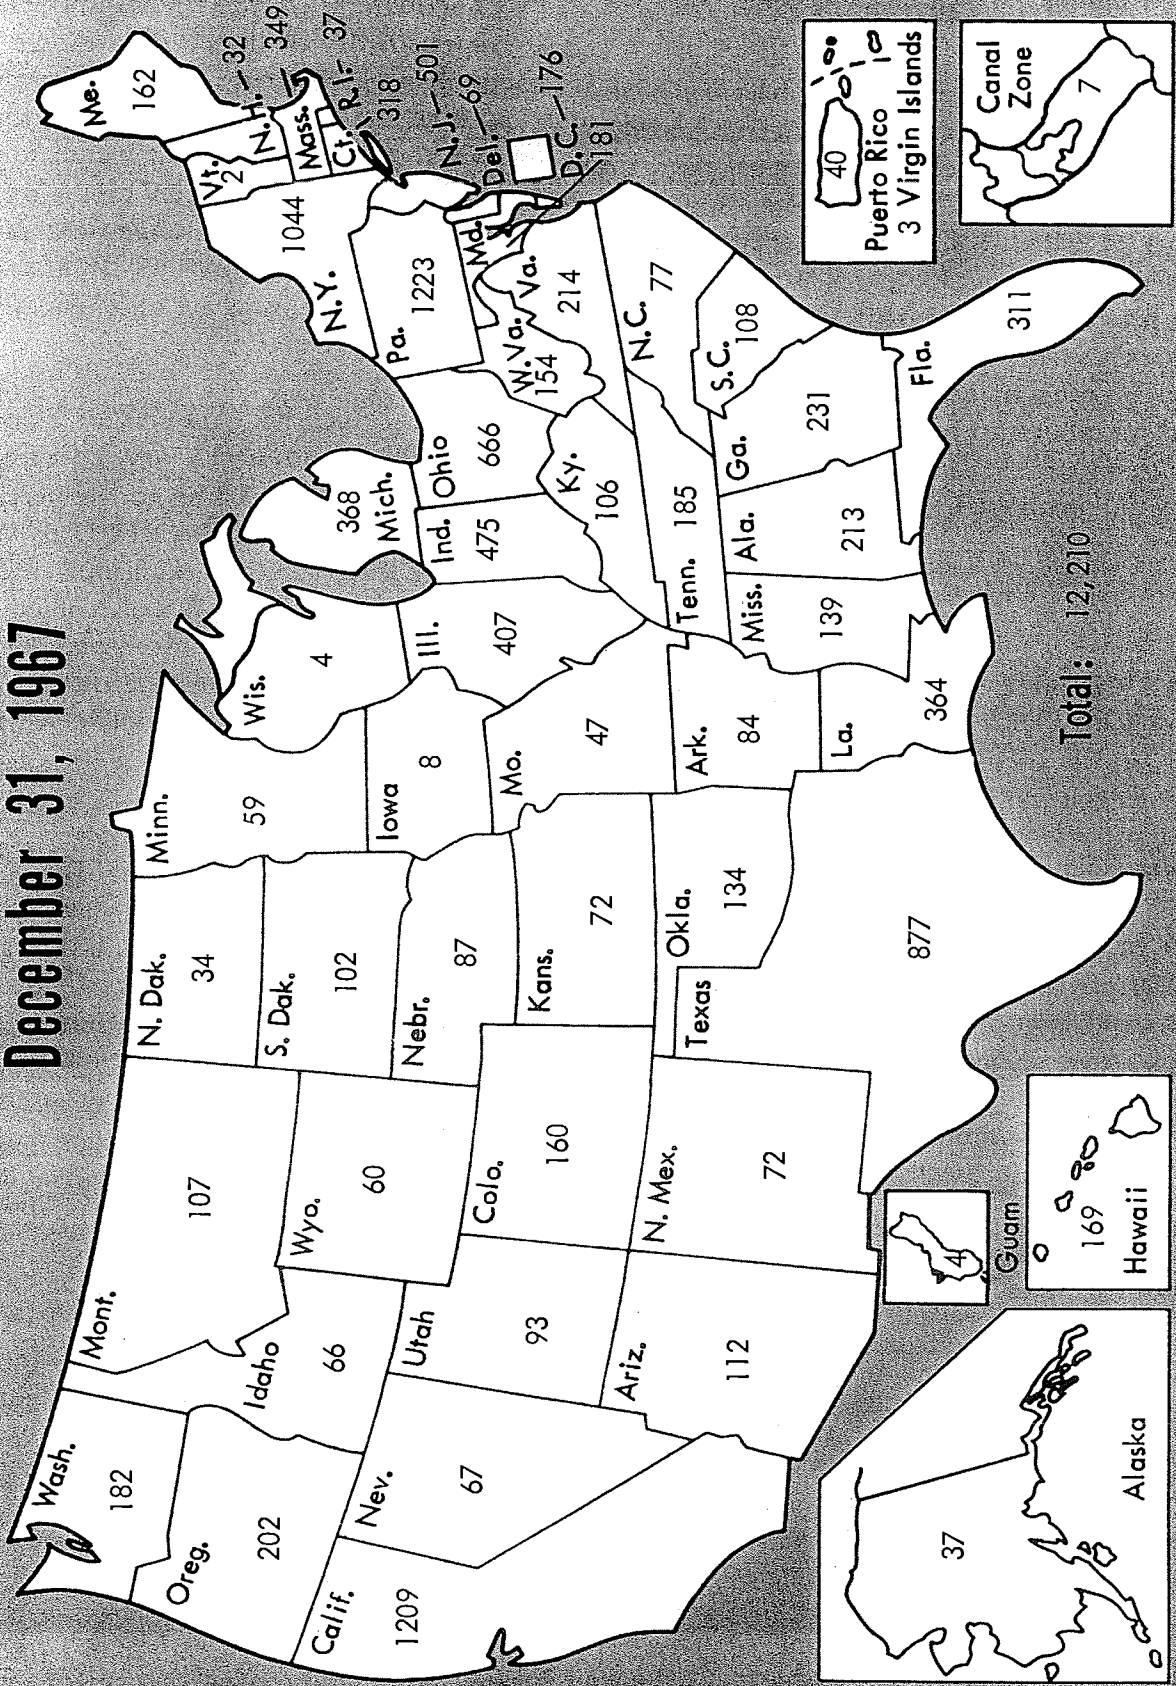 December 31, 1967
Wash.
182
Oreg.
202
Calif.
1209
Nev.
67
Idaho
66
Mont.
107
Wyo.
60
Utah
93
Ariz.
112
Colo.
160
N. Mex.
72
N. Dak.
34
S. Dak.
102
Nebr.
87
Kans.
72
Okla.
134
Texas
877
Minn.
59
Iowa
8
Mo.
47
Ark.
84
La.
364
Wis.
4
Ill.
407
Mich.
368
Ind.
475
Ohio
666
Ky.
106
Tenn.
185
Miss.
139
Ala.
213
Ga.
231
Fla.
311
S.C.
108
N.C.
77
Va.
214
W. Va.
154
Md.
181
D.C. 176
Del. 69
N.J. 501
Pa.
1223
N.Y.
1044
Ct.
318
R.I. 37
Mass.
349
Vt.
2
N.H. 32
Me.
162
Alaska
37
Guam
4
Hawaii
169
Total: 12,210
40
Puerto Rico
3 Virgin Islands
Canal
Zone
7